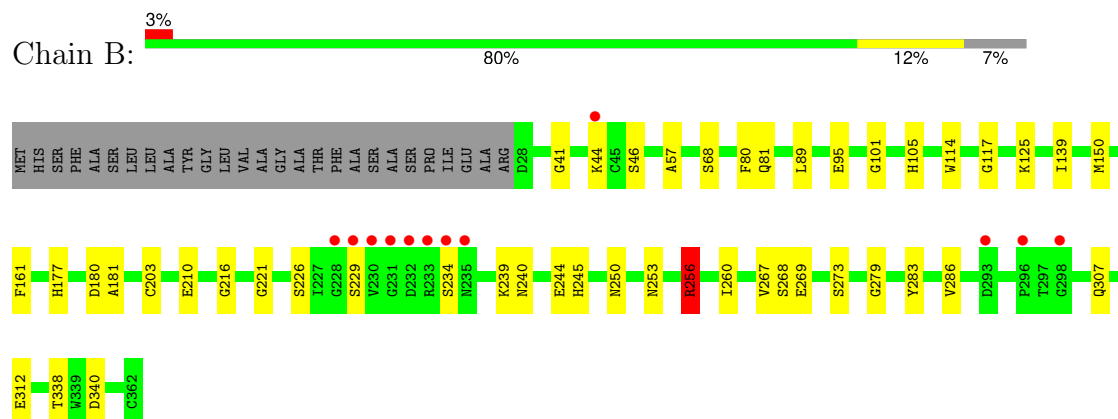 3%
Chain B:
80% 12% 7%
MET HIS SER PHE ALA SER LEU LEU ALA TYR GLY LEU VAL ALA GLY ALA THR PHE ALA SER ALA SER PRO ILE GLU ALA ARG D28 G41 K44 C45 S46 A57 S68 F80 Q81 L89 E95 G101 H105 W114 G117 K125 I139 M150
F161 H177 D180 A181 C203 E210 G216 G221 S226 I227 G228 S229 V230 G231 D232 R233 S234 N235 K239 N240 E244 H245 N250 N253 R256 I260 V267 S268 E269 S273 G279 Y283 V286 D293 P296 T297 G298 Q307
E312 T338 W339 D340 C362